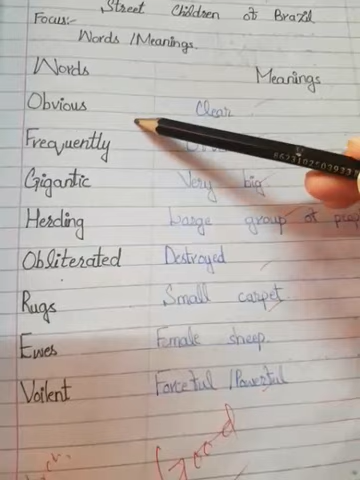 Street Children of Brazil
Focus:-
Words /Meanings.
Words Meanings
Obvious Clear
Frequently
Gigantic Very big
Herding Large group of
Obliterated Destroyed
Rugs Small carpet
Ewes Female sheep
Voilent Forceful /Powerful
Good